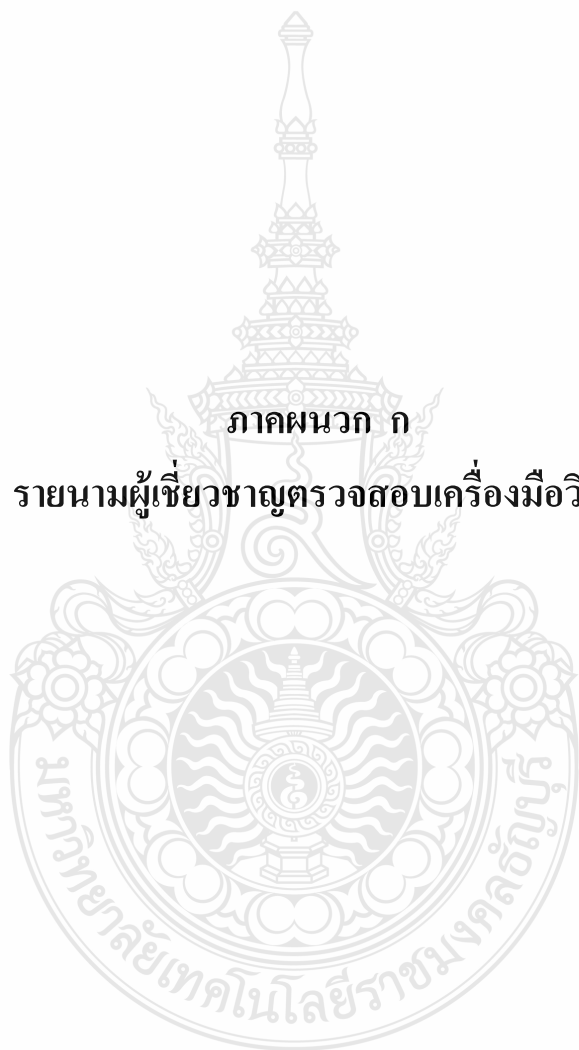 ภาคผนวก ก
รายนามผู้เชี่ยวชาญตรวจสอบเครื่องมือวิ
มหาวิทยาลัยเทคโนโลยีราชมงคลธัญบุรี